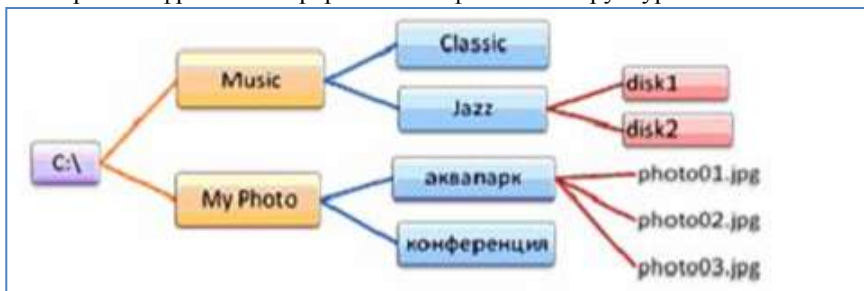 Classic
Music
disk1
Jazz
disk2
C:\
аквапарк
photo01.jpg
My Photo
photo02.jpg
конференция
photo03.jpg